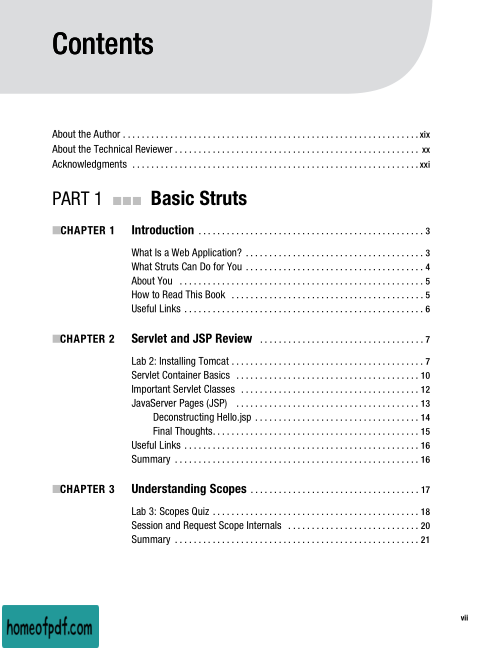 Contents
About the Author . . . . . . . . . . . . . . . . . . . . . . . . . . . . . . . . . . . . . . . . . . . . . . . . . . . . . . . . . . . . . . . xix
About the Technical Reviewer . . . . . . . . . . . . . . . . . . . . . . . . . . . . . . . . . . . . . . . . . . . . . . . . . . . . xx
Acknowledgments . . . . . . . . . . . . . . . . . . . . . . . . . . . . . . . . . . . . . . . . . . . . . . . . . . . . . . . . . . . . . xxi
PART 1 ■■■ Basic Struts
■CHAPTER 1 Introduction . . . . . . . . . . . . . . . . . . . . . . . . . . . . . . . . . . . . . . . . . . . . . . . . 3
What Is a Web Application? . . . . . . . . . . . . . . . . . . . . . . . . . . . . . . . . . . . . . . 3
What Struts Can Do for You . . . . . . . . . . . . . . . . . . . . . . . . . . . . . . . . . . . . . . 4
About You . . . . . . . . . . . . . . . . . . . . . . . . . . . . . . . . . . . . . . . . . . . . . . . . . . . . 5
How to Read This Book . . . . . . . . . . . . . . . . . . . . . . . . . . . . . . . . . . . . . . . . . 5
Useful Links . . . . . . . . . . . . . . . . . . . . . . . . . . . . . . . . . . . . . . . . . . . . . . . . . . . 6
■CHAPTER 2 Servlet and JSP Review . . . . . . . . . . . . . . . . . . . . . . . . . . . . . . . . . . . 7
Lab 2: Installing Tomcat . . . . . . . . . . . . . . . . . . . . . . . . . . . . . . . . . . . . . . . . . 7
Servlet Container Basics . . . . . . . . . . . . . . . . . . . . . . . . . . . . . . . . . . . . . . . 10
Important Servlet Classes . . . . . . . . . . . . . . . . . . . . . . . . . . . . . . . . . . . . . . 12
JavaServer Pages (JSP) . . . . . . . . . . . . . . . . . . . . . . . . . . . . . . . . . . . . . . . 13
Deconstructing Hello.jsp . . . . . . . . . . . . . . . . . . . . . . . . . . . . . . . . . . . 14
Final Thoughts. . . . . . . . . . . . . . . . . . . . . . . . . . . . . . . . . . . . . . . . . . . . 15
Useful Links . . . . . . . . . . . . . . . . . . . . . . . . . . . . . . . . . . . . . . . . . . . . . . . . . . 16
Summary . . . . . . . . . . . . . . . . . . . . . . . . . . . . . . . . . . . . . . . . . . . . . . . . . . . . 16
■CHAPTER 3 Understanding Scopes . . . . . . . . . . . . . . . . . . . . . . . . . . . . . . . . . . . . 17
Lab 3: Scopes Quiz . . . . . . . . . . . . . . . . . . . . . . . . . . . . . . . . . . . . . . . . . . . . 18
Session and Request Scope Internals . . . . . . . . . . . . . . . . . . . . . . . . . . . . 20
Summary . . . . . . . . . . . . . . . . . . . . . . . . . . . . . . . . . . . . . . . . . . . . . . . . . . . . 21
vii
homeofpdf.com